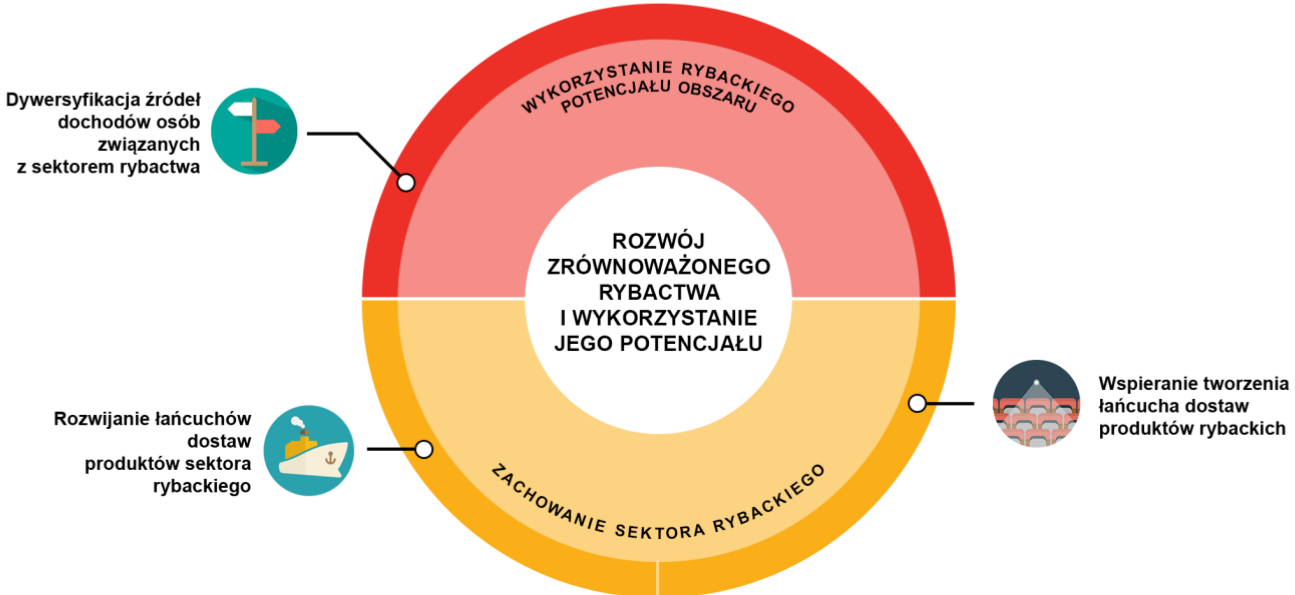 WYKORZYSTANIE RYBACKIEGO
POTENCJAŁU OBSZARU
Dywersyfikacja źródeł
dochodów osób
związanych
z sektorem rybactwa
ROZWÓJ
ZRÓWNOWAŻONEGO
RYBACTWA
I WYKORZYSTANIE
JEGO POTENCJAŁU
Rozwijanie łańcuchów
dostaw
produktów sektora
rybackiego
Wspieranie tworzenia
łańcucha dostaw
produktów rybackich
ZACHOWANIE SEKTORA RYBACKIEGO